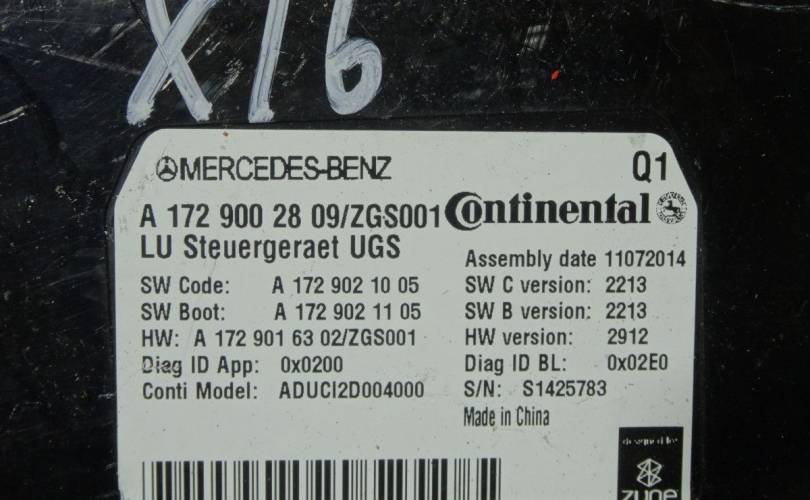 X16
MERCEDES-BENZ Q1
A 172 900 28 09/ZGS001 Continental
LU Steuergeraet UGS
Assembly date 11072014
SW Code: A 172 902 10 05 SW C version: 2213
SW Boot: A 172 902 11 05 SW B version: 2213
HW: A 172 901 63 02/ZGS001 HW version: 2912
Diag ID App: 0x0200 Diag ID BL: 0x02E0
Conti Model: ADUCI2D004000 S/N: S1425783
Made in China
designed by